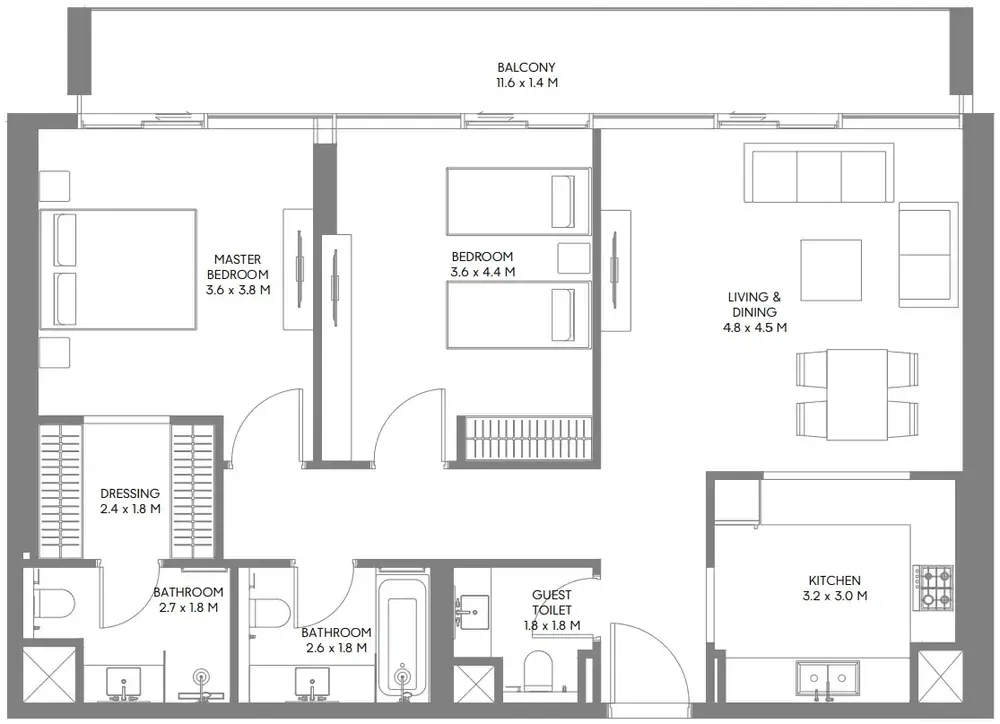 BALCONY
11.6 x 1.4 M
MASTER
BEDROOM
3.6 x 3.8 M
BEDROOM
3.6 x 4.4 M
LIVING &
DINING
4.8 x 4.5 M
DRESSING
2.4 x 1.8 M
BATHROOM
2.7 x 1.8 M
BATHROOM
2.6 x 1.8 M
GUEST
TOILET
1.8 x 1.8 M
KITCHEN
3.2 x 3.0 M